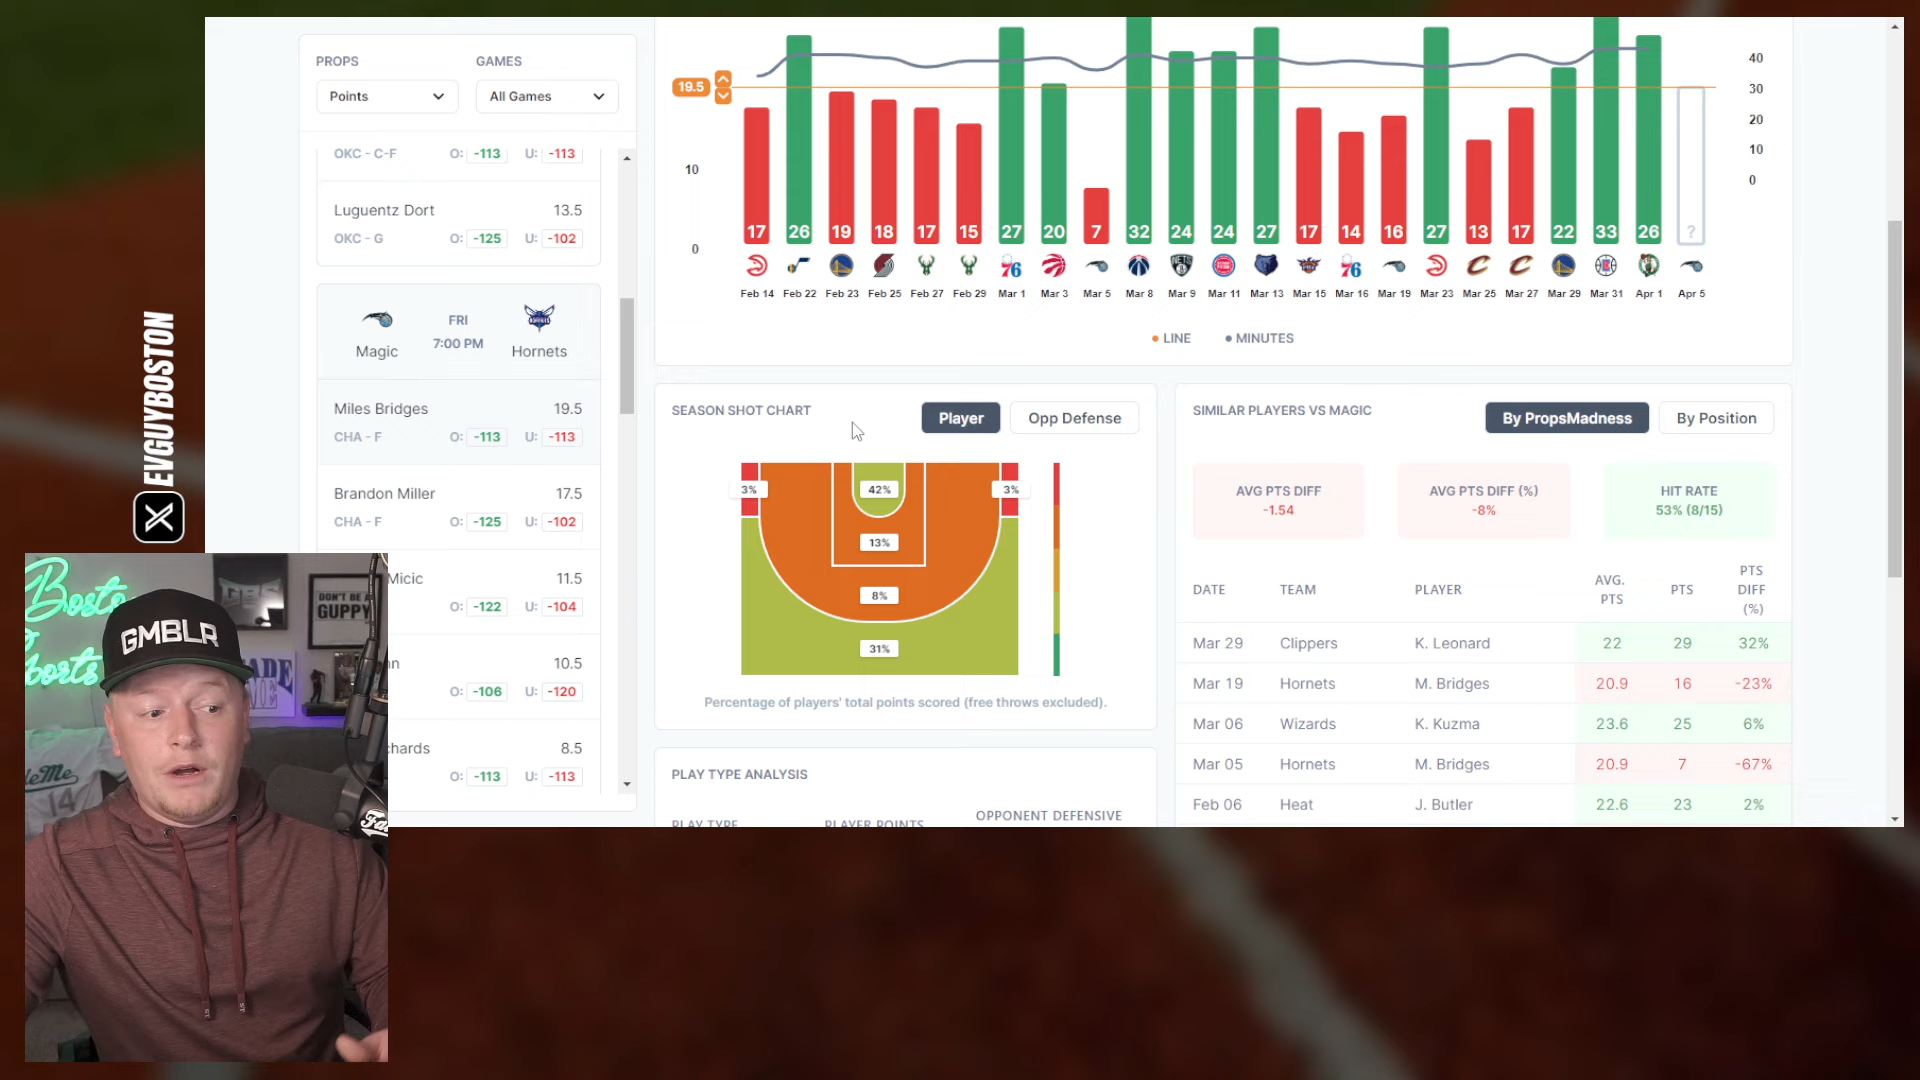 PROPS
GAMES
Points
All Games
OKC - C-F O: -113 U: -113
Luguentz Dort 13.5
OKC - G O: -125 U: -102
FRI
7:00 PM
Magic
Hornets
Miles Bridges 19.5
CHA - F O: -113 U: -113
Brandon Miller 17.5
CHA - F O: -125 U: -102
Micic 11.5
O: -122 U: -104
10.5
O: -106 U: -120
chards 8.5
O: -113 U: -113
19.5
10
0
40
30
20
10
0
17 26 19 18 17 15 27 20 7 32 24 24 27 17 14 16 27 13 17 22 33 26 ?
Feb 14 Feb 22 Feb 23 Feb 25 Feb 27 Feb 29 Mar 1 Mar 3 Mar 5 Mar 8 Mar 9 Mar 11 Mar 13 Mar 15 Mar 16 Mar 19 Mar 23 Mar 25 Mar 27 Mar 29 Mar 31 Apr 1 Apr 5
LINE MINUTES
SEASON SHOT CHART
Player
Opp Defense
3%
42%
3%
13%
8%
31%
Percentage of players' total points scored (free throws excluded).
PLAY TYPE ANALYSIS
PLAY TYPE
PLAYER POINTS
OPPONENT DEFENSIVE
SIMILAR PLAYERS VS MAGIC
By PropsMadness
By Position
AVG PTS DIFF
-1.54
AVG PTS DIFF (%)
-8%
HIT RATE
53% (8/15)
DATE TEAM PLAYER AVG. PTS PTS PTS DIFF (%)
Mar 29 Clippers K. Leonard 22 29 32%
Mar 19 Hornets M. Bridges 20.9 16 -23%
Mar 06 Wizards K. Kuzma 23.6 25 6%
Mar 05 Hornets M. Bridges 20.9 7 -67%
Feb 06 Heat J. Butler 22.6 23 2%
EVGUYBOSTON
X
GMBLR
DON'T BE A
GUPPY
14